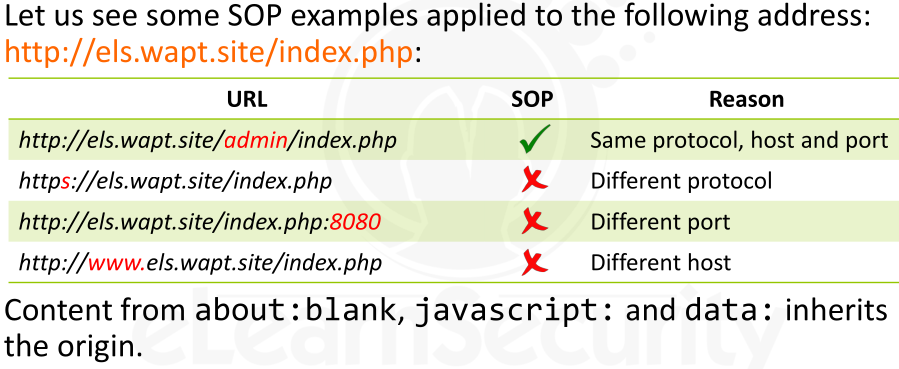 Let us see some SOP examples applied to the following address:
http://els.wapt.site/index.php:
URL SOP Reason
http://els.wapt.site/admin/index.php Same protocol, host and port
https://els.wapt.site/index.php Different protocol
http://els.wapt.site/index.php:8080 Different port
http://www.els.wapt.site/index.php Different host
Content from about:blank, javascript: and data: inherits
the origin.
eLearnSecurity